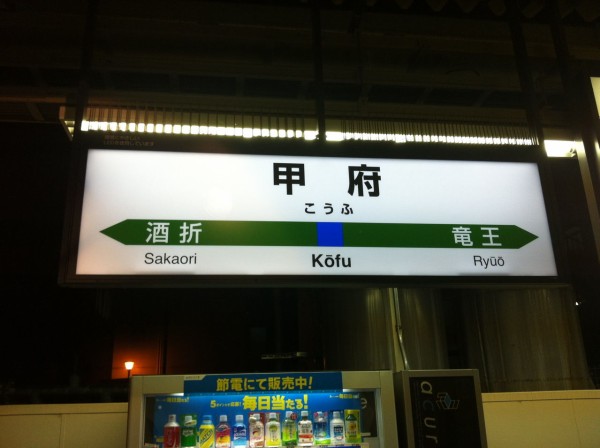 甲府
こうふ
酒折
竜王
Sakaori
Kōfu
Ryūō
節電にて販売中!
毎日当たる!
acur